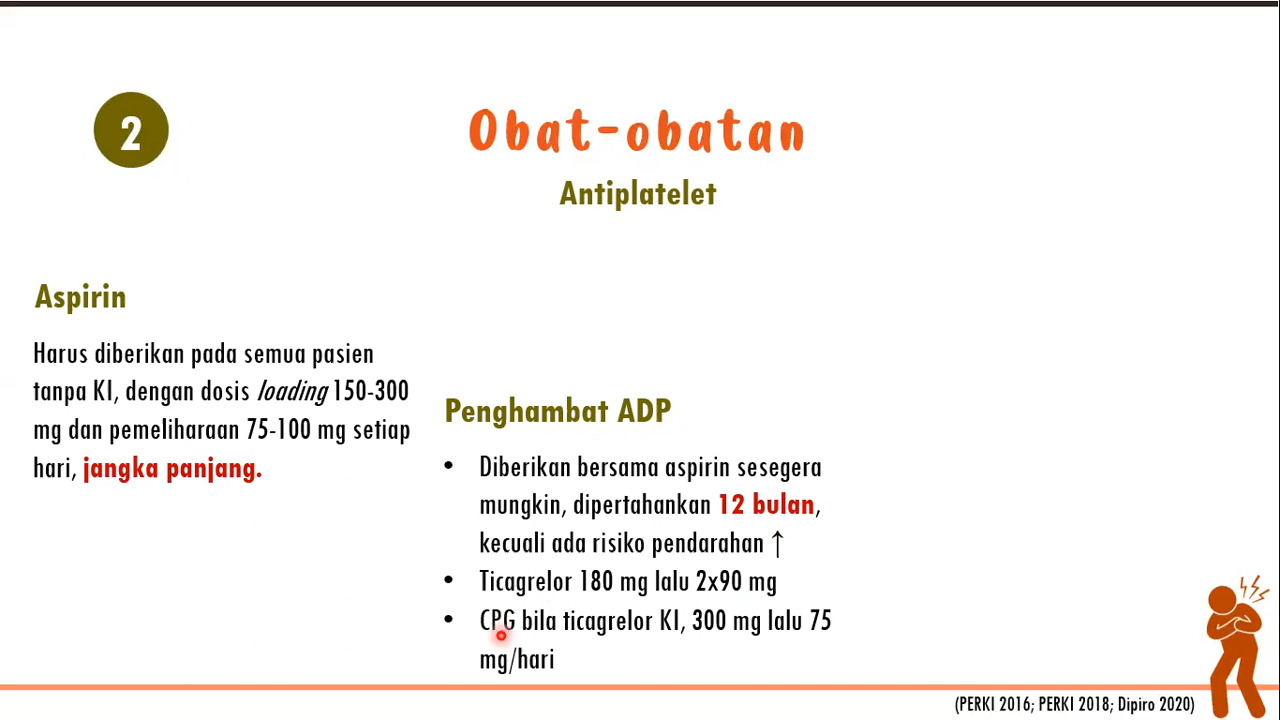 2
Obat-obatan
Antiplatelet
Aspirin
Harus diberikan pada semua pasien
tanpa KI, dengan dosis loading 150-300
mg dan pemeliharaan 75-100 mg setiap
hari, jangka panjang.
Penghambat ADP
• Diberikan bersama aspirin sesegera
mungkin, dipertahankan 12 bulan,
kecuali ada risiko pendarahan ↑
• Ticagrelor 180 mg lalu 2x90 mg
• CPG bila ticagrelor KI, 300 mg lalu 75
mg/hari
(PERKI 2016; PERKI 2018; Dipiro 2020)